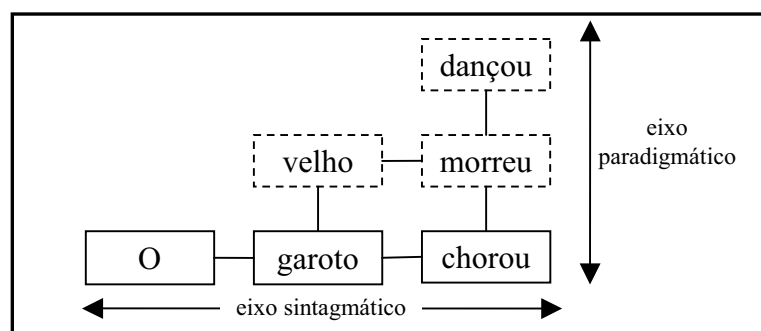 dançou
eixo
paradigmático
velho morreu
O garoto chorou
eixo sintagmático